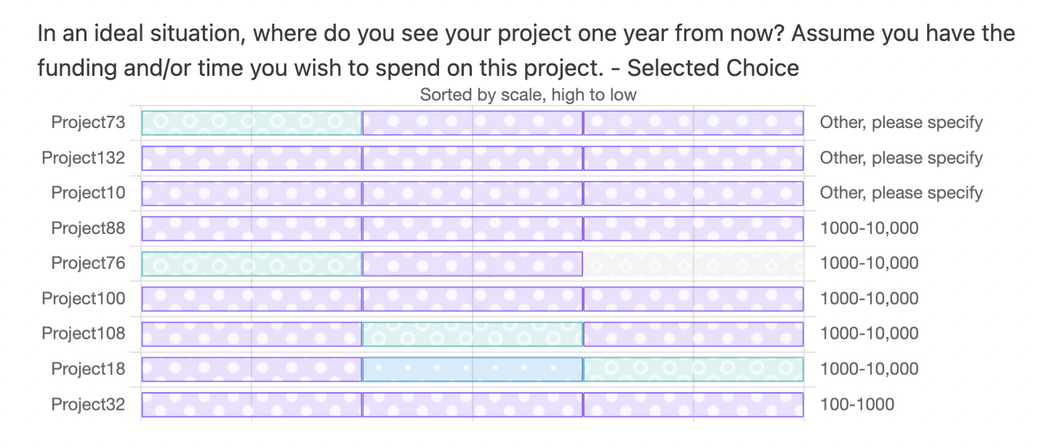 In an ideal situation, where do you see your project one year from now? Assume you have the
funding and/or time you wish to spend on this project. - Selected Choice
Sorted by scale, high to low
Project73 Other, please specify
Project132 Other, please specify
Project10 Other, please specify
Project88 1000-10,000
Project76 1000-10,000
Project100 1000-10,000
Project108 1000-10,000
Project18 1000-10,000
Project32 100-1000